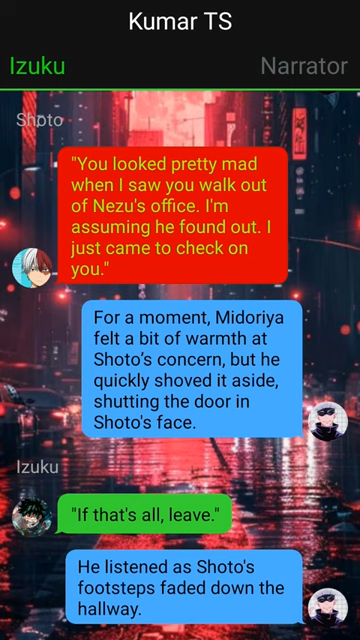 Kumar TS
Izuku
Narrator
Shoto
"You looked pretty mad
when I saw you walk out
of Nezu's office. I'm
assuming he found out. I
just came to check on
you."
For a moment, Midoriya
felt a bit of warmth at
Shoto’s concern, but he
quickly shoved it aside,
shutting the door in
Shoto's face.
Izuku
"If that's all, leave."
He listened as Shoto's
footsteps faded down the
hallway.